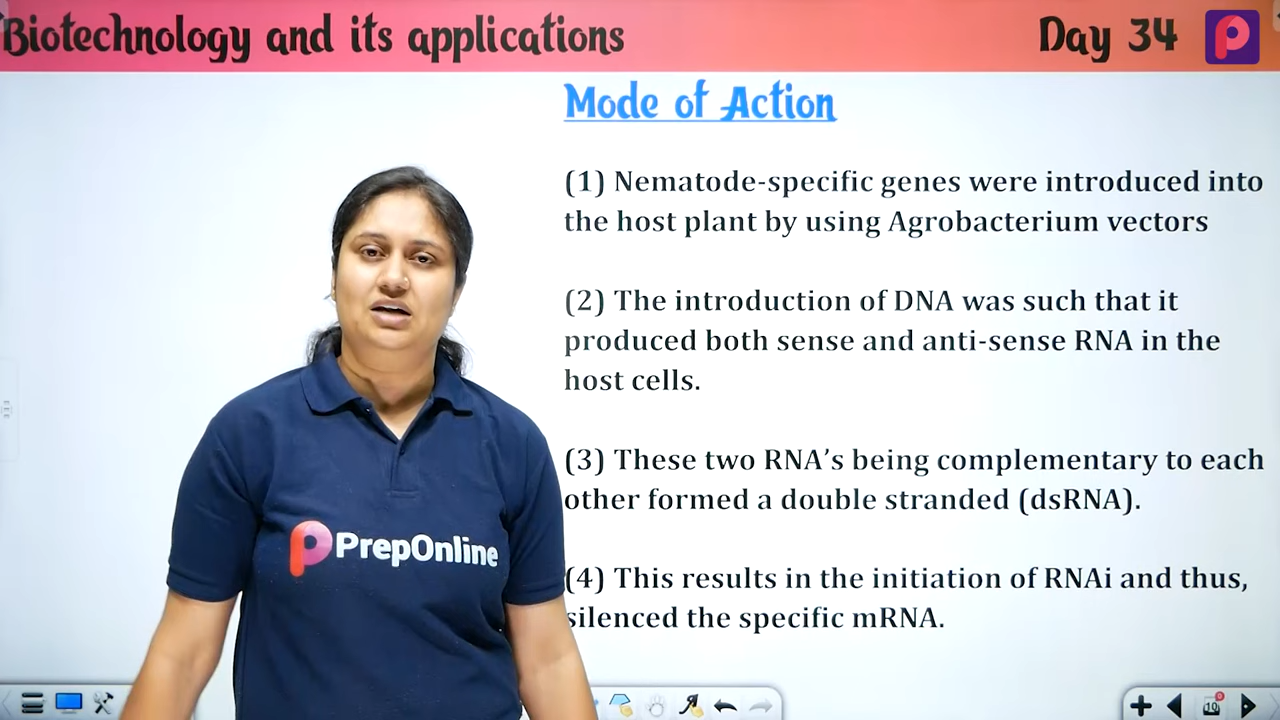 Biotechnology and its applications
Day 34
Mode of Action
(1) Nematode-specific genes were introduced into
the host plant by using Agrobacterium vectors
(2) The introduction of DNA was such that it
produced both sense and anti-sense RNA in the
host cells.
(3) These two RNA's being complementary to each
other formed a double stranded (dsRNA).
(4) This results in the initiation of RNAi and thus,
silenced the specific mRNA.
PrepOnline
10